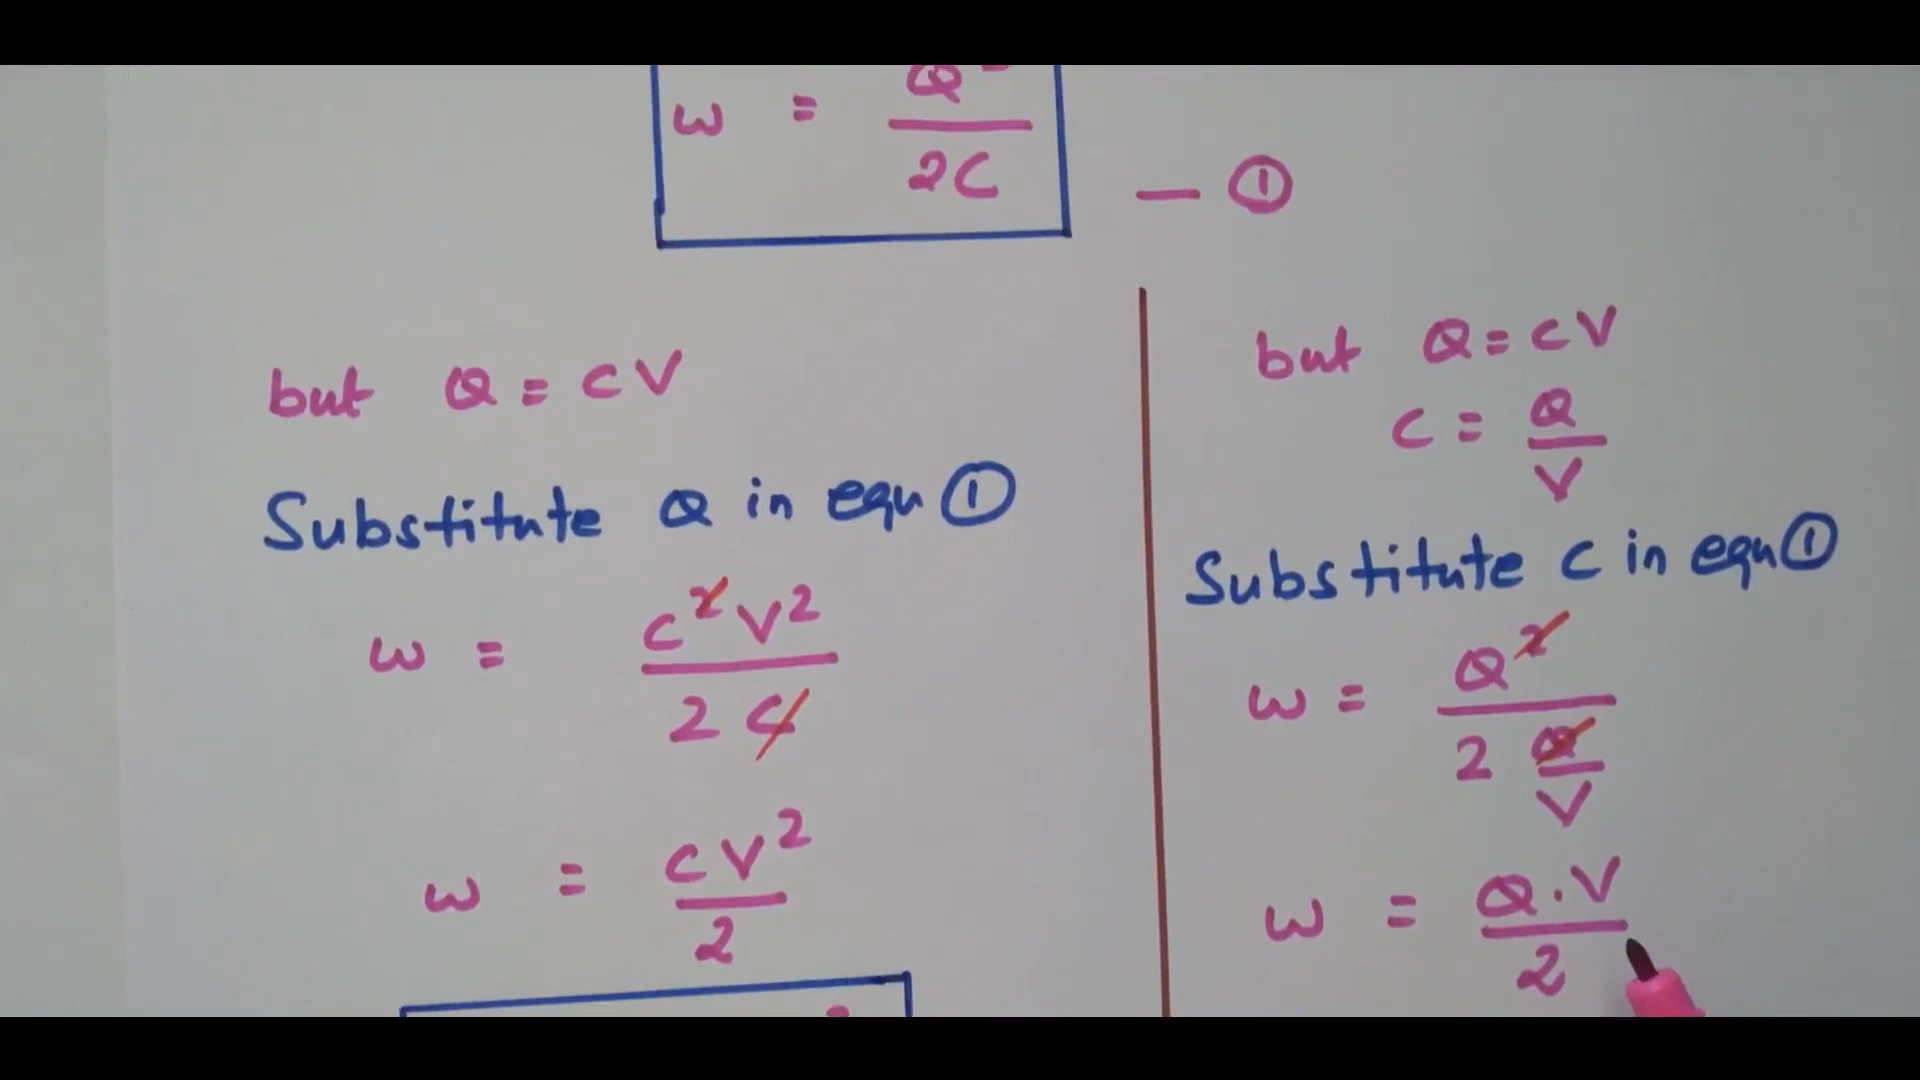 w = Q²/2C — ①
but Q = CV
Substitute Q in equ ①
w = C²V²/2C
w = CV²/2
but Q = CV
C = Q/V
Substitute C in equ ①
w = Q²/2 Q/V
w = Q·V/2